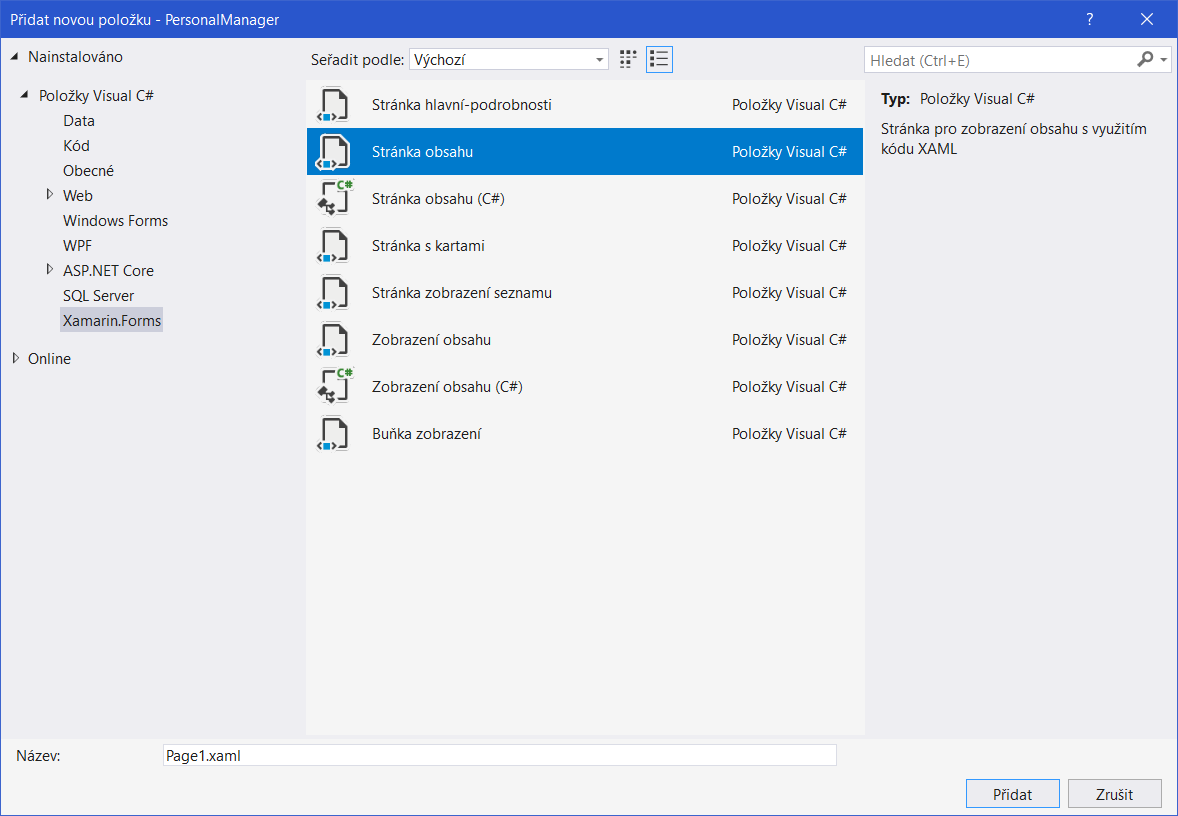 Přidat novou položku - PersonalManager
?
Nainstalováno
Položky Visual C#
Data
Kód
Obecné
Web
Windows Forms
WPF
ASP.NET Core
SQL Server
Xamarin.Forms
Online
Seřadit podle: Výchozí
Stránka hlavní-podrobnosti Položky Visual C#
Stránka obsahu Položky Visual C#
C#
Stránka obsahu (C#) Položky Visual C#
Stránka s kartami Položky Visual C#
Stránka zobrazení seznamu Položky Visual C#
Zobrazení obsahu Položky Visual C#
C#
Zobrazení obsahu (C#) Položky Visual C#
Buňka zobrazení Položky Visual C#
Hledat (Ctrl+E)
Typ: Položky Visual C#
Stránka pro zobrazení obsahu s využitím
kódu XAML
Název: Page1.xaml
Přidat Zrušit